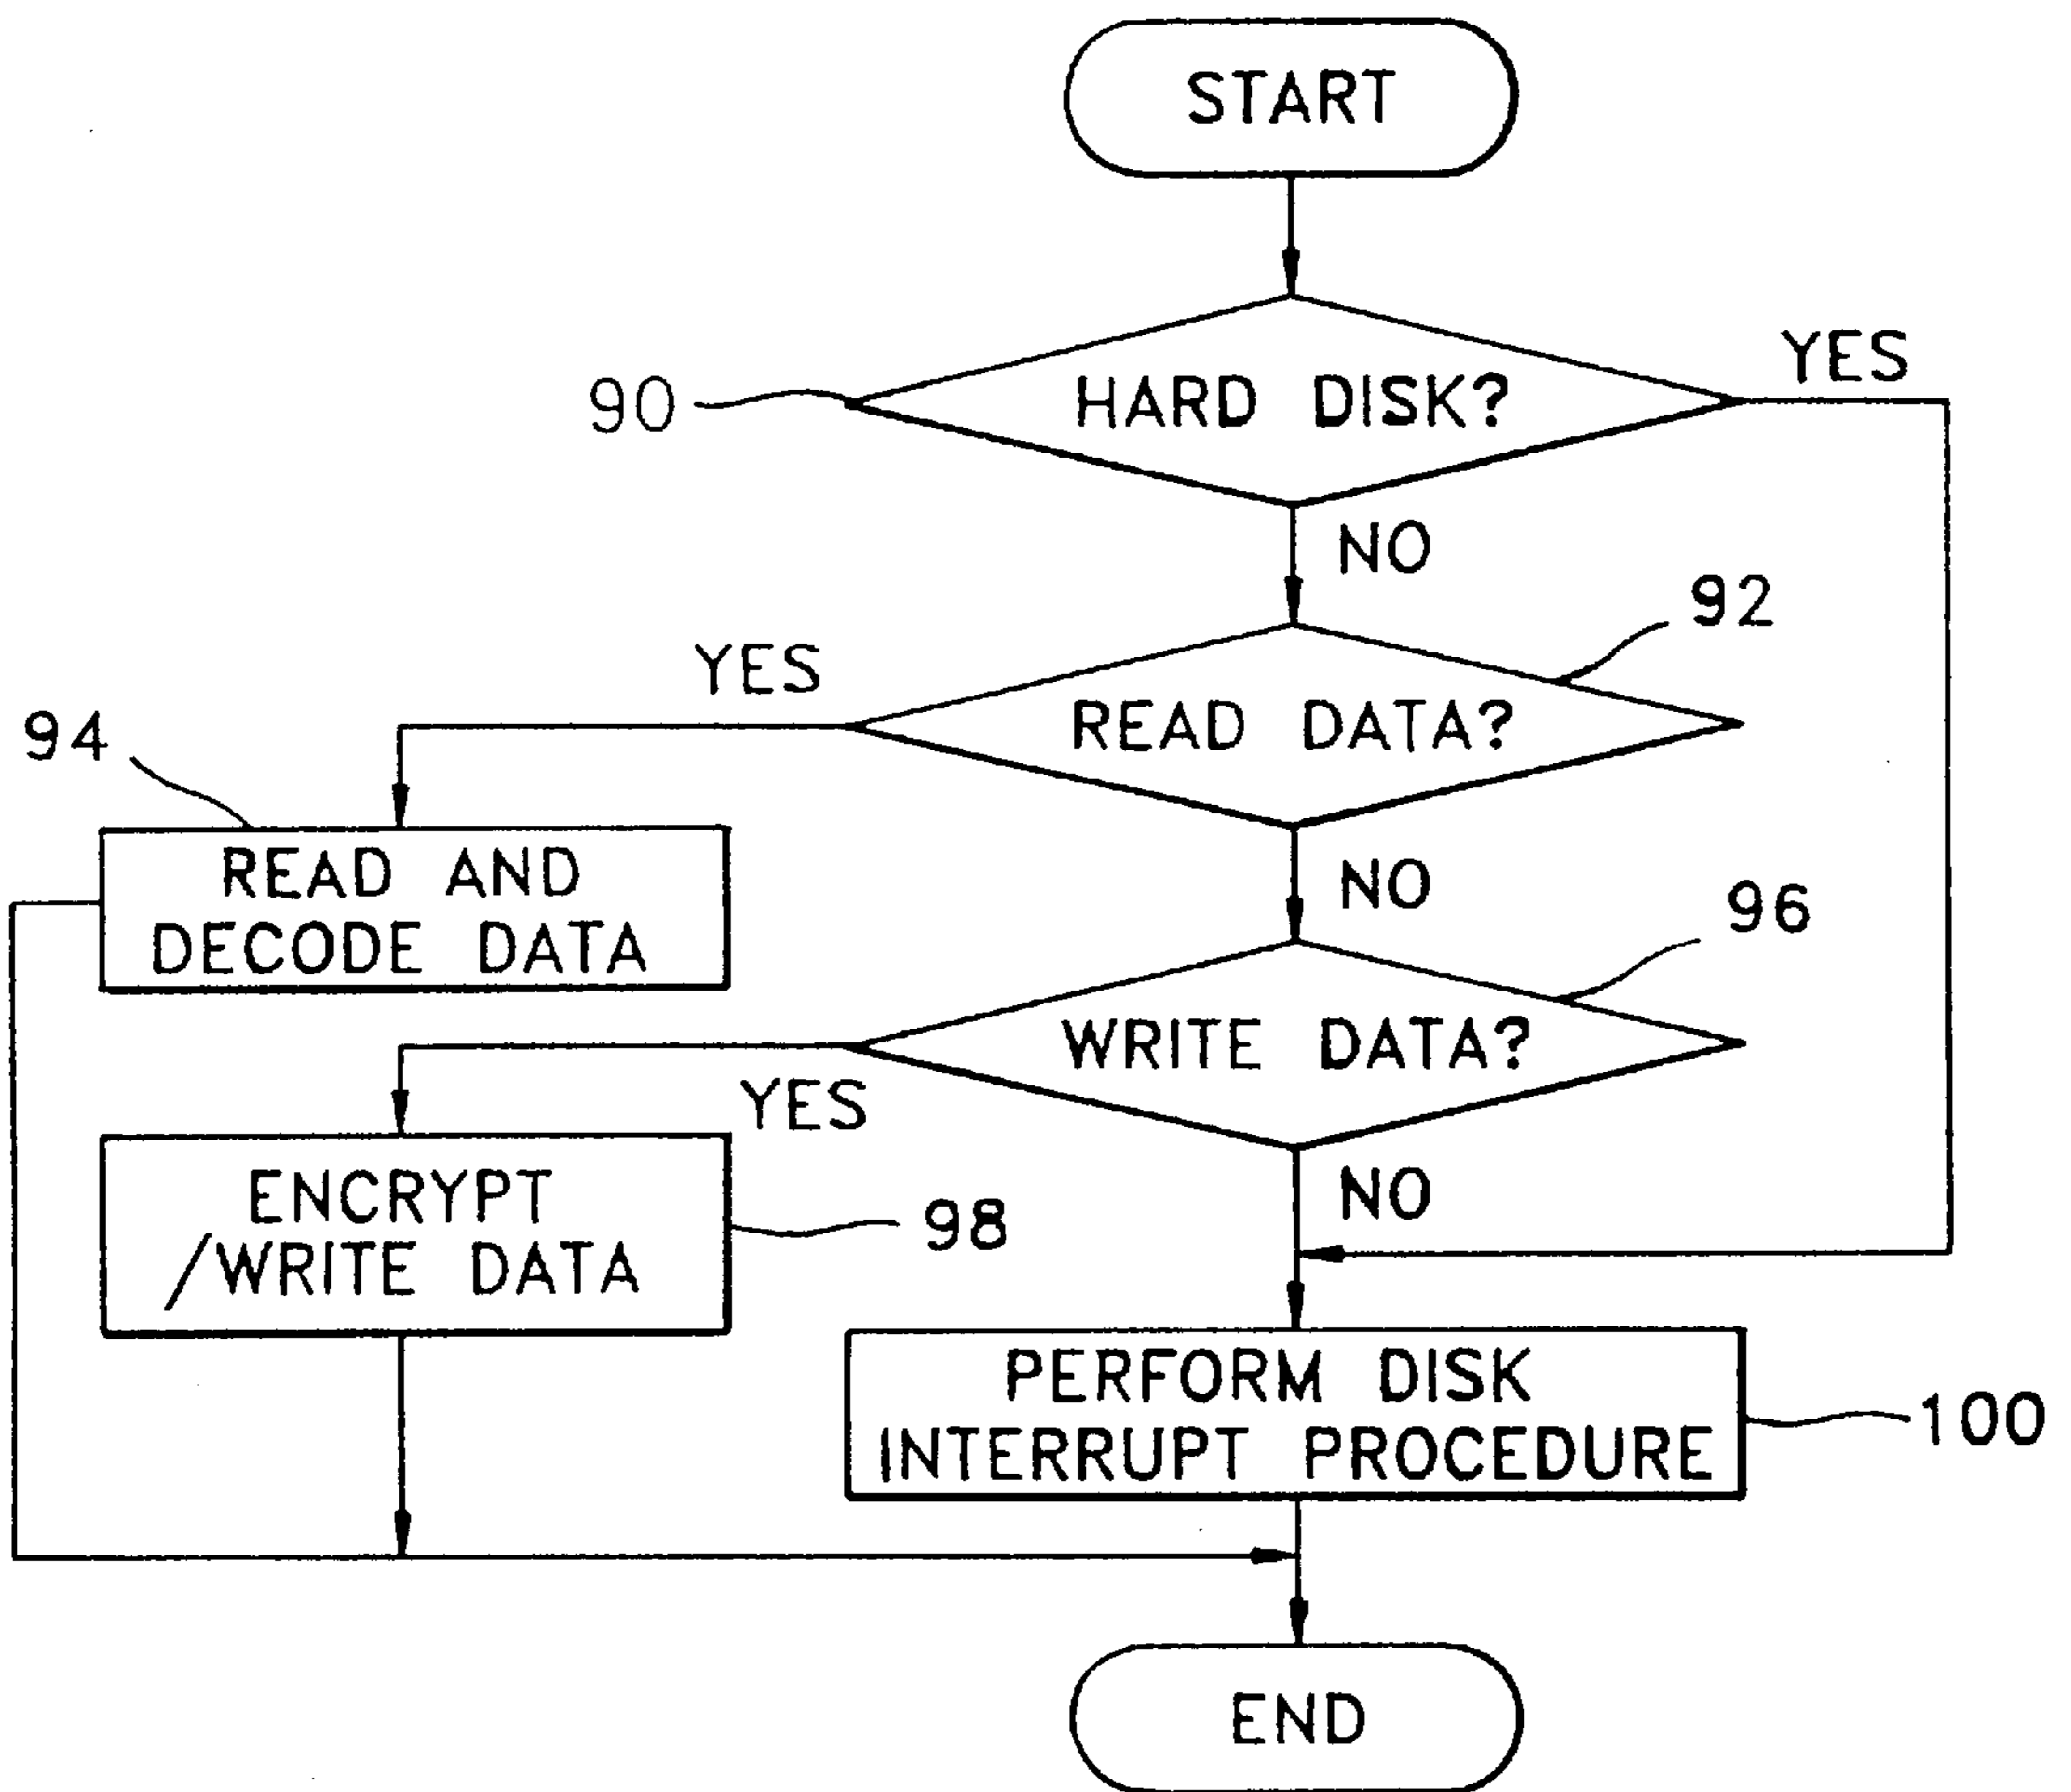 START
HARD DISK?
YES
90
NO
92
YES
READ DATA?
94
READ AND
DECODE DATA
NO
96
WRITE DATA?
YES
ENCRYPT
/WRITE DATA
98
NO
PERFORM DISK
INTERRUPT PROCEDURE
100
END